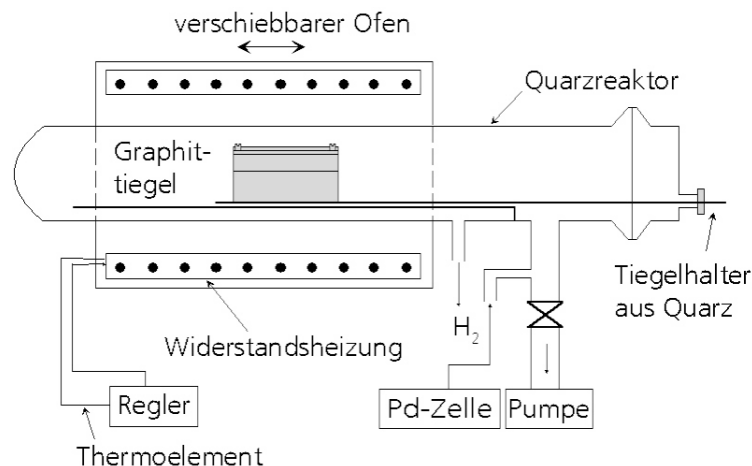 verschiebbarer Ofen
Quarzreaktor
Graphit-
tiegel
Tiegelhalter
aus Quarz
H₂
Widerstandsheizung
Regler
Pd-Zelle
Pumpe
Thermoelement